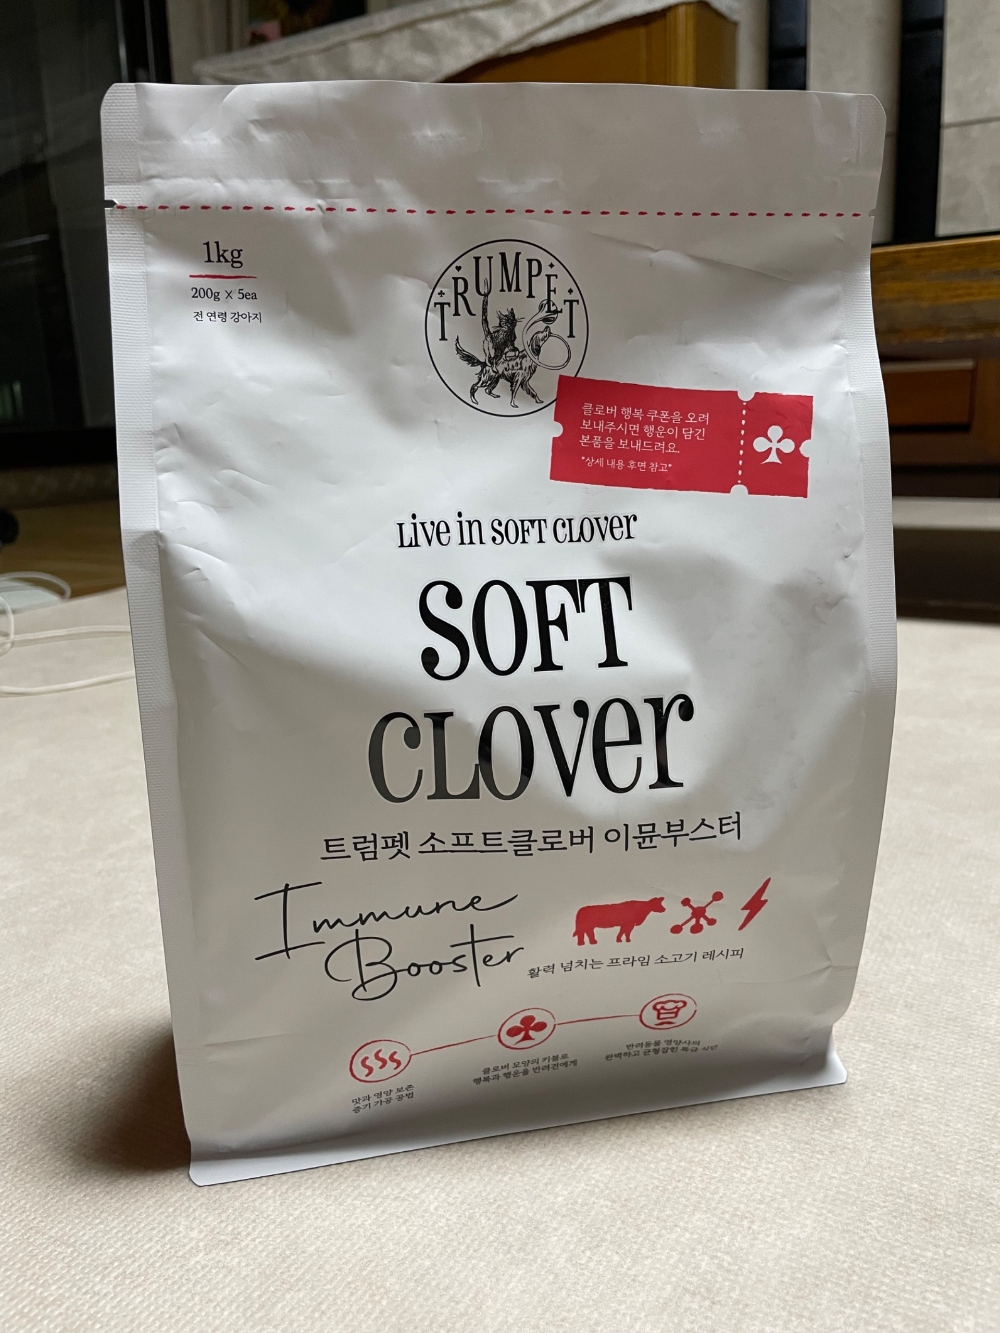 1kg
200g × 5ea
전 연령 강아지
TRUMPET
클로버 행복 쿠폰을 오려
보내주시면 행운이 담긴
본품을 보내드려요.
*상세 내용 후면 참고*
Live in SOFT CLOVER
SOFT
CLOVER
트럼펫 소프트클로버 이뮨부스터
Immune
Booster
활력 넘치는 프라임 소고기 레시피
맛과 영양 보존
증기 가공 공법
클로버 모양의 키블로
행복과 행운을 반려견에게
반려동물 영양사의
완벽하고 균형잡힌 특급 식단